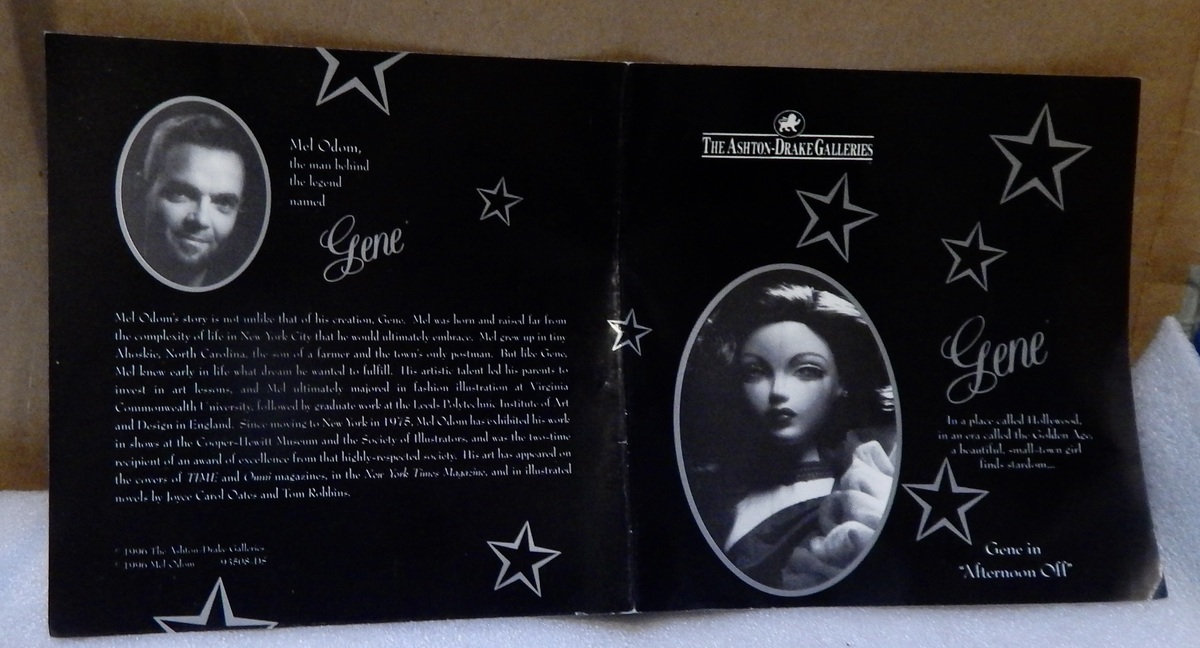 Mel Odom,
the man behind
the legend
named
Gene
Mel Odom's story is not unlike that of his creation, Gene. Mel was born and raised far from
the complexity of life in New York City that he would ultimately embrace. Mel grew up in tiny
Ahoskie, North Carolina, the son of a farmer and the town's only postman. But like Gene,
Mel knew early in life what dream he wanted to fulfill. His artistic talent led his parents to
invest in art lessons, and Mel ultimately majored in fashion illustration at Virginia
Commonwealth University, followed by graduate work at the Leeds Polytechnic Institute of Art
and Design in England. Since moving to New York in 1975, Mel Odom has exhibited his work
in shows at the Cooper-Hewitt Museum and the Society of Illustrators, and was the two-time
recipient of an award of excellence from that highly-respected society. His art has appeared on
the covers of TIME and Omni magazines, in the New York Times Magazine, and in illustrated
novels by Joyce Carol Oates and Tom Robbins.
© 1996 The Ashton-Drake Galleries
© 1996 Mel Odom 93508-DS
THE ASHTON-DRAKE GALLERIES
Gene
In a place called Hollywood,
in an era called the Golden Age,
a beautiful, small-town girl
finds stardom...
Gene in
"Afternoon Off"